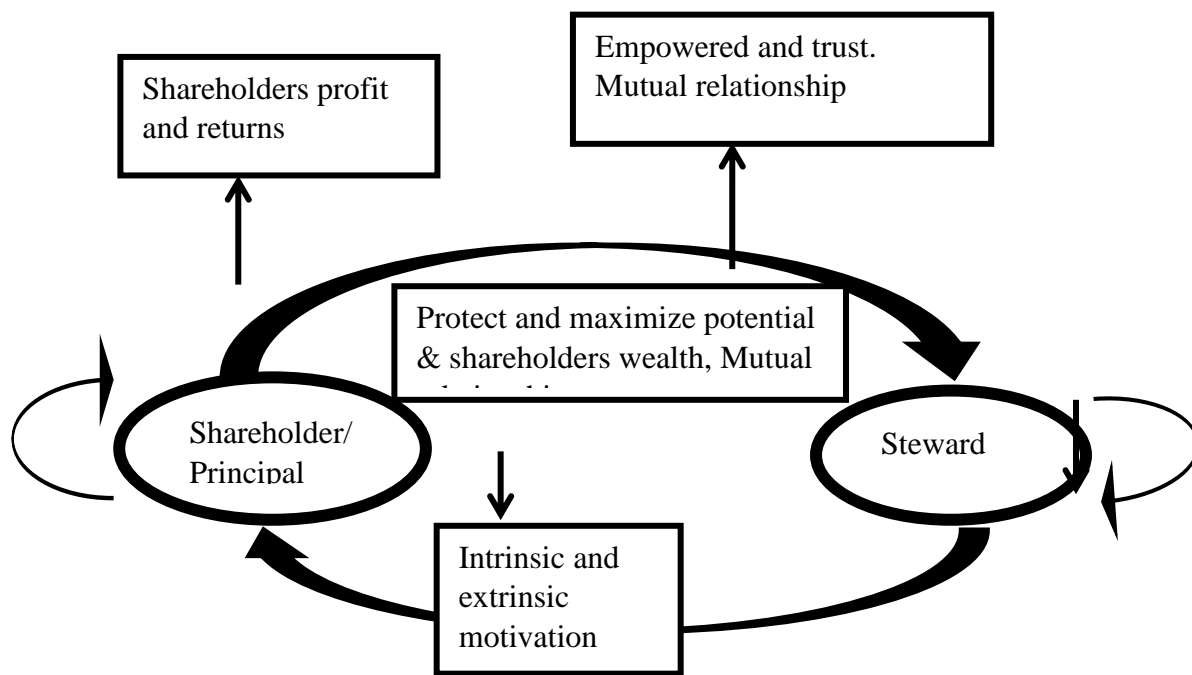 Empowered and trust.
Mutual relationship
Shareholders profit
and returns
Protect and maximize potential
& shareholders wealth, Mutual
Shareholder/
Principal
Steward
Intrinsic and
extrinsic
motivation